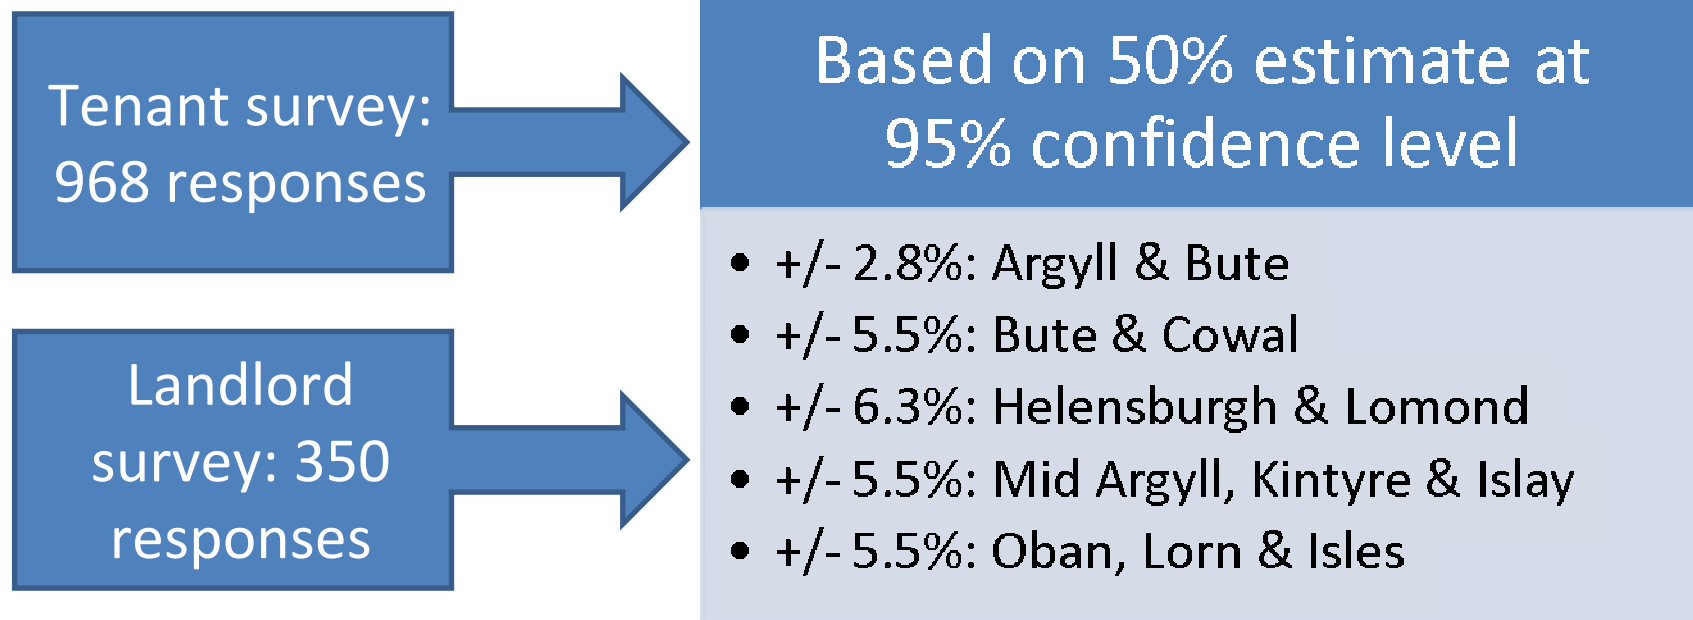 Tenant survey:
968 responses
Landlord
survey: 350
responses
Based on 50% estimate at
95% confidence level
• +/- 2.8%: Argyll & Bute
• +/- 5.5%: Bute & Cowal
• +/- 6.3%: Helensburgh & Lomond
• +/- 5.5%: Mid Argyll, Kintyre & Islay
• +/- 5.5%: Oban, Lorn & Isles